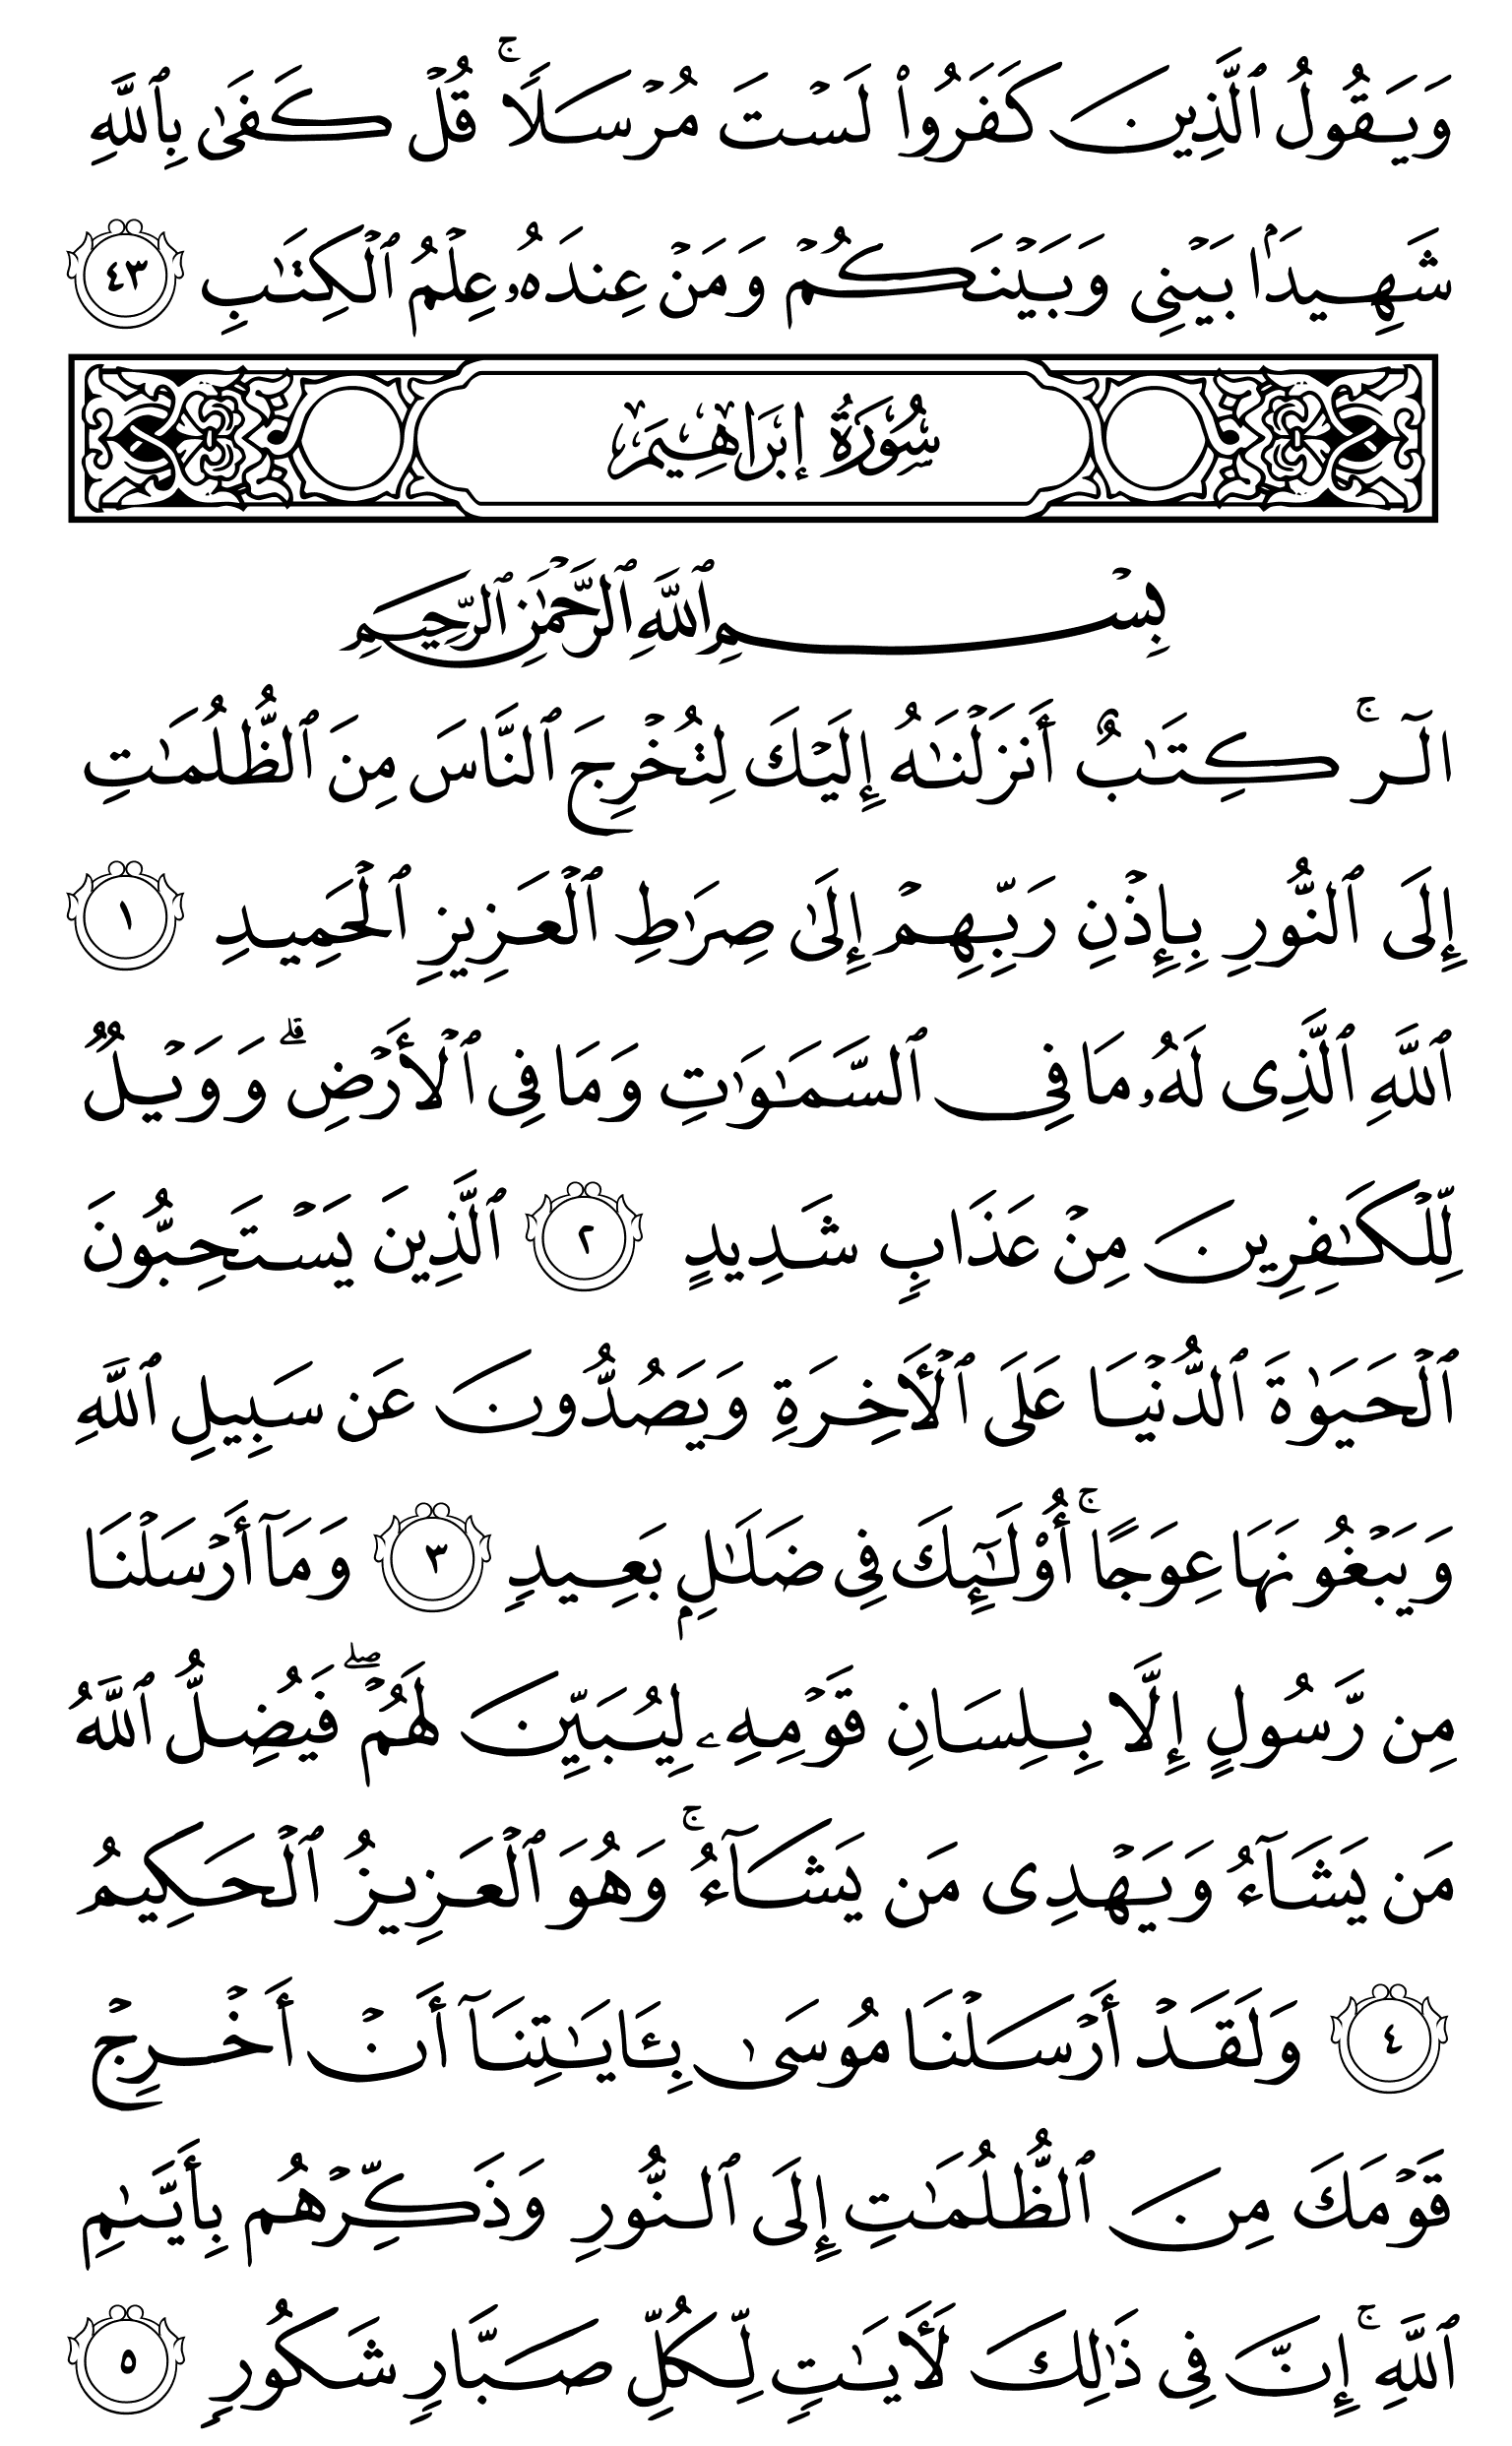 وَيَقُولُ ٱلَّذِينَ كَفَرُوا۟ لَسْتَ مُرْسَلًا ۚ قُلْ كَفَىٰ بِٱللَّهِ
شَهِيدًۢا بَيْنِى وَبَيْنَكُمْ وَمَنْ عِندَهُۥ عِلْمُ ٱلْكِتَـٰبِ ٤٣
سُورَةُ إِبْرَاهِيم
بِسْمِ ٱللَّهِ ٱلرَّحْمَـٰنِ ٱلرَّحِيمِ
الٓر ۚ كِتَـٰبٌ أَنزَلْنَـٰهُ إِلَيْكَ لِتُخْرِجَ ٱلنَّاسَ مِنَ ٱلظُّلُمَـٰتِ
إِلَى ٱلنُّورِ بِإِذْنِ رَبِّهِمْ إِلَىٰ صِرَٰطِ ٱلْعَزِيزِ ٱلْحَمِيدِ ١
ٱللَّهِ ٱلَّذِى لَهُۥ مَا فِى ٱلسَّمَـٰوَٰتِ وَمَا فِى ٱلْأَرْضِ ۗ وَوَيْلٌ
لِّلْكَـٰفِرِينَ مِنْ عَذَابٍ شَدِيدٍ ٢ ٱلَّذِينَ يَسْتَحِبُّونَ
ٱلْحَيَوٰةَ ٱلدُّنْيَا عَلَى ٱلْـَٔاخِرَةِ وَيَصُدُّونَ عَن سَبِيلِ ٱللَّهِ
وَيَبْغُونَهَا عِوَجًا ۚ أُو۟لَـٰٓئِكَ فِى ضَلَـٰلٍۭ بَعِيدٍ ٣ وَمَآ أَرْسَلْنَا
مِن رَّسُولٍ إِلَّا بِلِسَانِ قَوْمِهِۦ لِيُبَيِّنَ لَهُمْ ۖ فَيُضِلُّ ٱللَّهُ
مَن يَشَآءُ وَيَهْدِى مَن يَشَآءُ ۚ وَهُوَ ٱلْعَزِيزُ ٱلْحَكِيمُ
٤ وَلَقَدْ أَرْسَلْنَا مُوسَىٰ بِـَٔايَـٰتِنَآ أَنْ أَخْرِجْ
قَوْمَكَ مِنَ ٱلظُّلُمَـٰتِ إِلَى ٱلنُّورِ وَذَكِّرْهُم بِأَيَّىٰمِ
ٱللَّهِ ۚ إِنَّ فِى ذَٰلِكَ لَـَٔايَـٰتٍ لِّكُلِّ صَبَّارٍ شَكُورٍ ٥